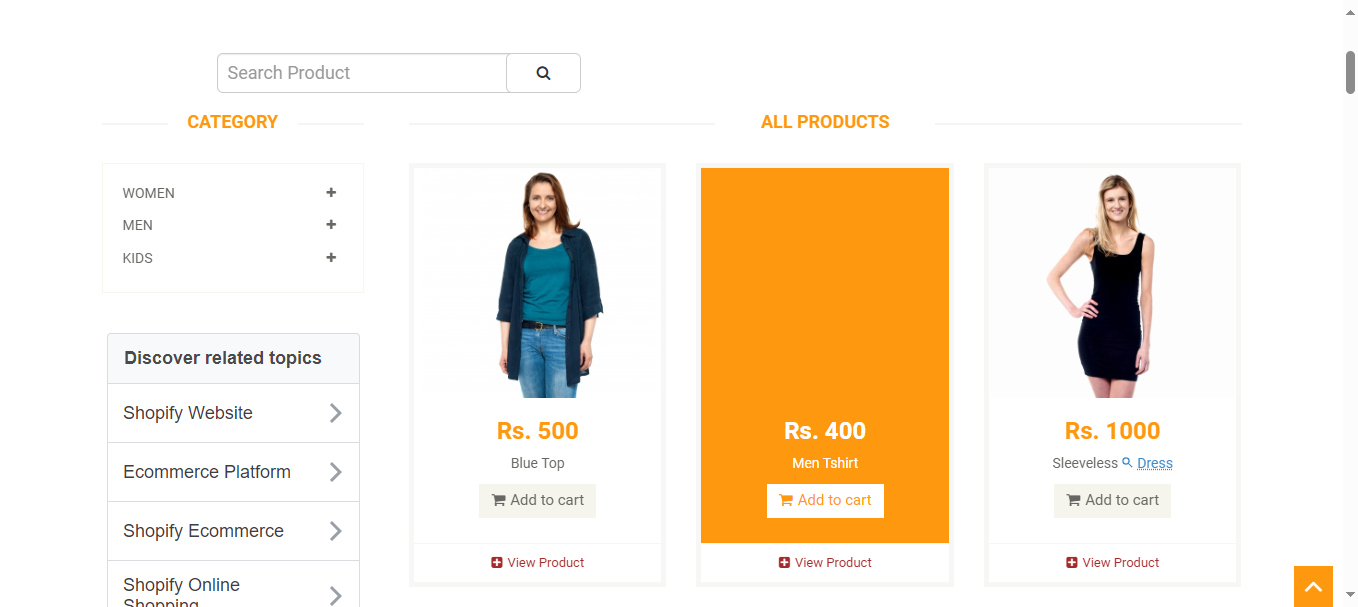 Search Product
CATEGORY
ALL PRODUCTS
WOMEN
MEN
KIDS
Discover related topics
Shopify Website
Ecommerce Platform
Shopify Ecommerce
Shopify Online
Shopping
Rs. 500
Blue Top
Add to cart
View Product
Rs. 400
Men Tshirt
Add to cart
View Product
Rs. 1000
Sleeveless Dress
Add to cart
View Product